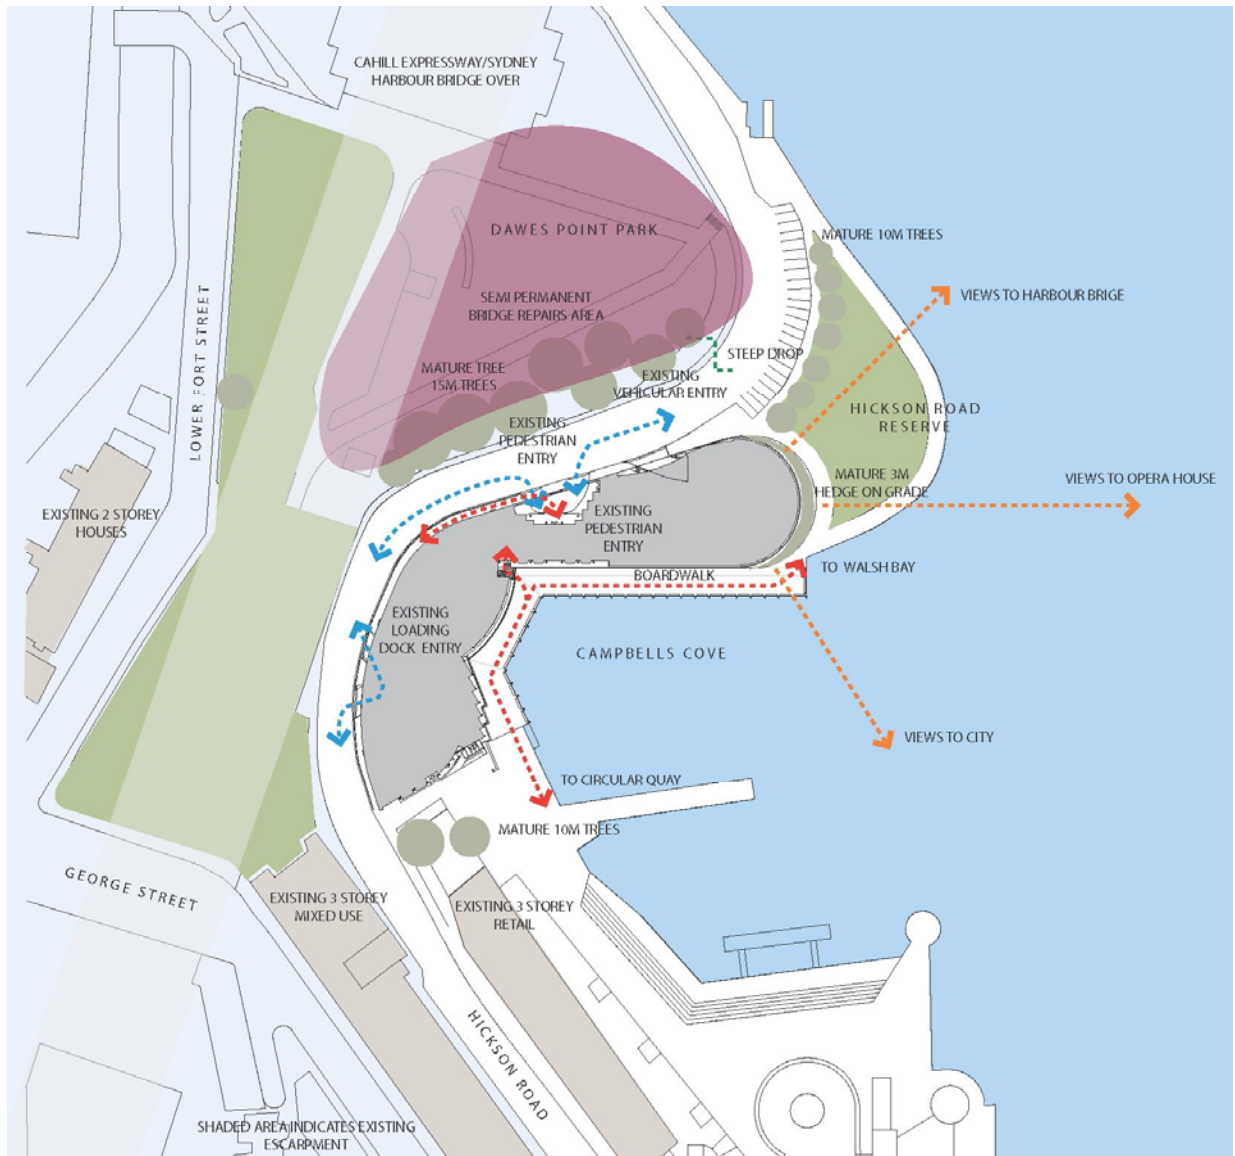 CAHILL EXPRESSWAY/SYDNEY
HARBOUR BRIDGE OVER
DAWES POINT PARK
MATURE 10M TREES
SEMI PERMANENT
BRIDGE REPAIRS AREA
VIEWS TO HARBOUR BRIGE
LOWER FORT STREET
STEEP DROP
MATURE TREE
15M TREES
EXISTING
VEHICULAR ENTRY
HICKSON ROAD
RESERVE
EXISTING
PEDESTRIAN
ENTRY
MATURE 3M
HEDGE ON GRADE
VIEWS TO OPERA HOUSE
EXISTING 2 STOREY
HOUSES
EXISTING
PEDESTRIAN
ENTRY
BOARDWALK
TO WALSH BAY
EXISTING
LOADING
DOCK ENTRY
CAMPBELLS COVE
VIEWS TO CITY
TO CIRCULAR QUAY
MATURE 10M TREES
GEORGE STREET
EXISTING 3 STOREY
MIXED USE
EXISTING 3 STOREY
RETAIL
HICKSON ROAD
SHADED AREA INDICATES EXISTING
ESCARPMENT